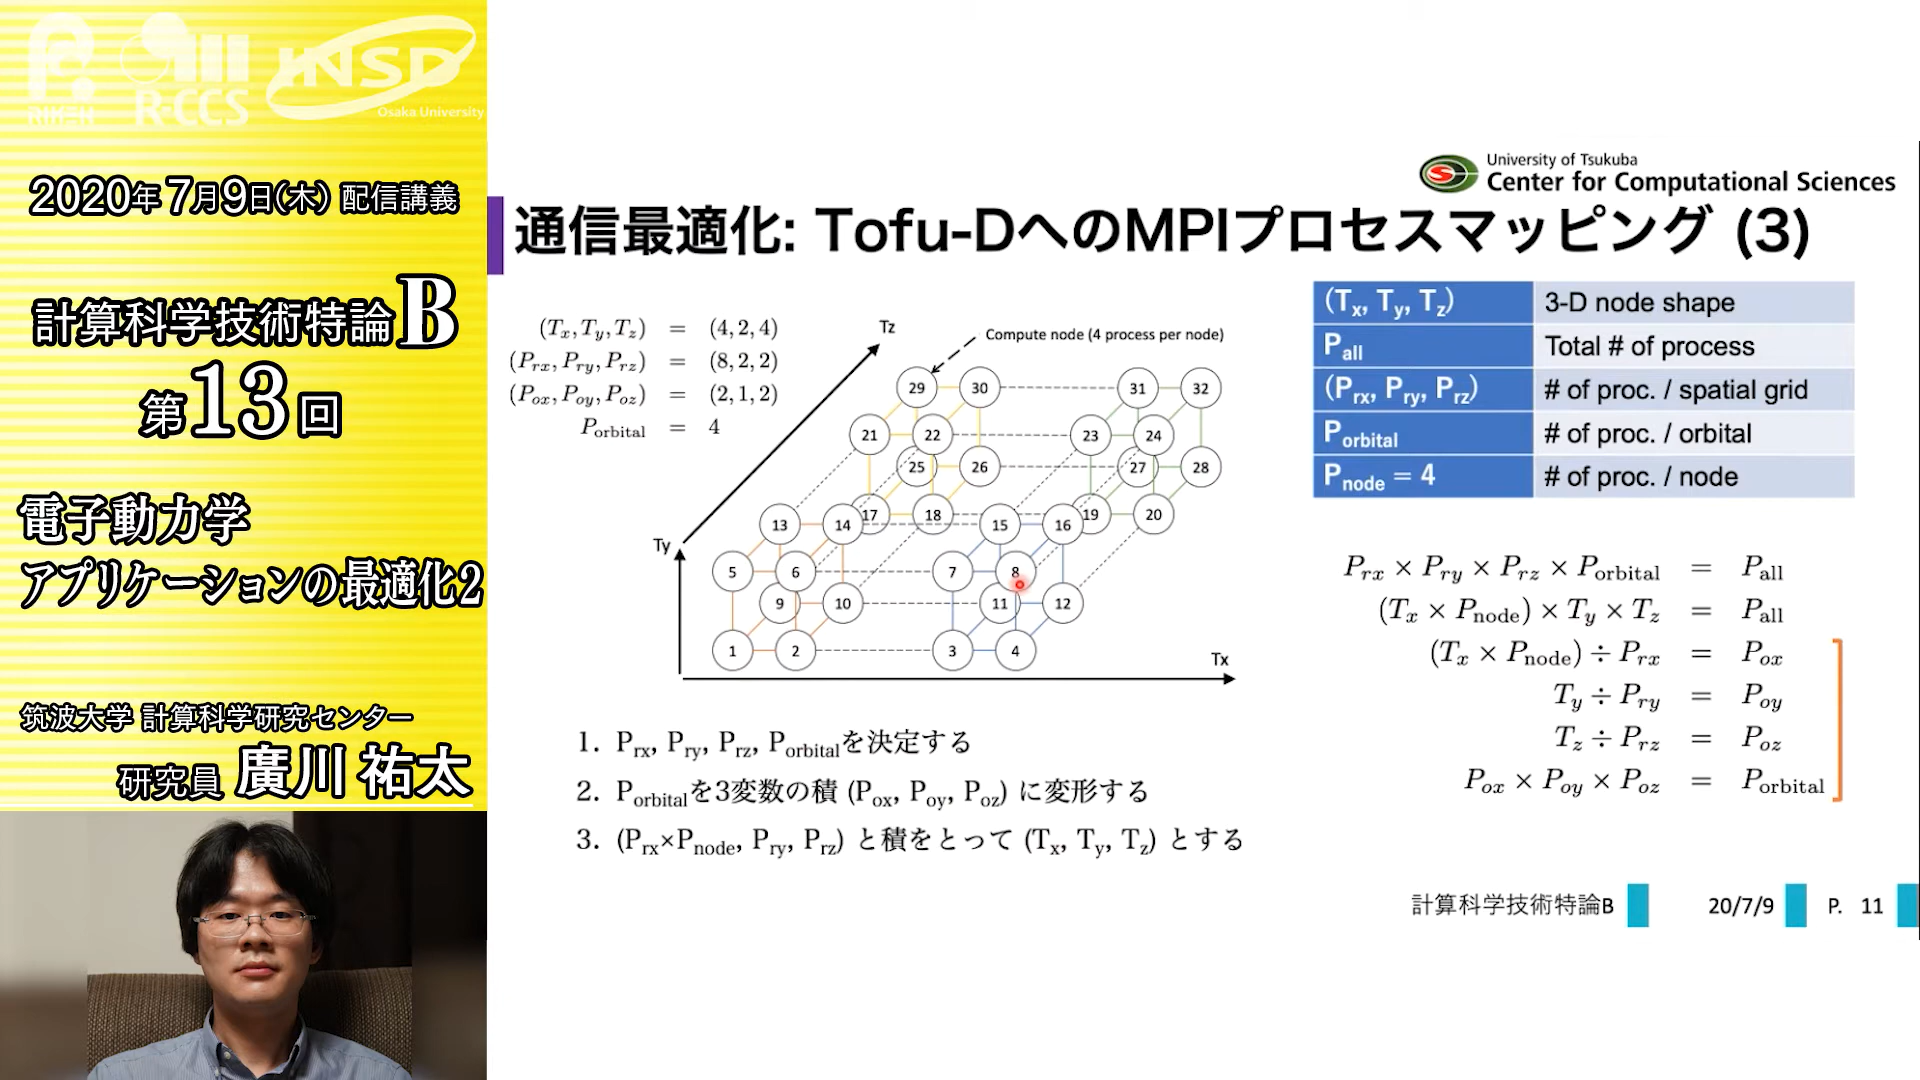 RIKEN
R-CCS
INSD
Osaka University
2020年7月9日(木) 配信講義
計算科学技術特論B
第13回
電子動力学
アプリケーションの最適化2
筑波大学 計算科学研究センター
研究員 廣川 祐太
University of Tsukuba
Center for Computational Sciences
通信最適化: Tofu-DへのMPIプロセスマッピング (3)
(Tx, Ty, Tz) = (4, 2, 4)
(Prx, Pry, Prz) = (8, 2, 2)
(Pox, Poy, Poz) = (2, 1, 2)
Porbital = 4
Tz
Compute node (4 process per node)
29 30 31 32
21 22 23 24
25 26 27 28
17 18 19 20
13 14 15 16
Ty
5 6 7 8
9 10 11 12
1 2 3 4
Tx
(Tx, Ty, Tz) 3-D node shape
Pall Total # of process
(Prx, Pry, Prz) # of proc. / spatial grid
Porbital # of proc. / orbital
Pnode = 4 # of proc. / node
Prx × Pry × Prz × Porbital = Pall
(Tx × Pnode) × Ty × Tz = Pall
(Tx × Pnode) ÷ Prx = Pox
Ty ÷ Pry = Poy
Tz ÷ Prz = Poz
Pox × Poy × Poz = Porbital
1. Prx, Pry, Prz, Porbitalを決定する
2. Porbitalを3変数の積 (Pox, Poy, Poz) に変形する
3. (Prx×Pnode, Pry, Prz) と積をとって (Tx, Ty, Tz) とする
計算科学技術特論B 20/7/9 P. 11